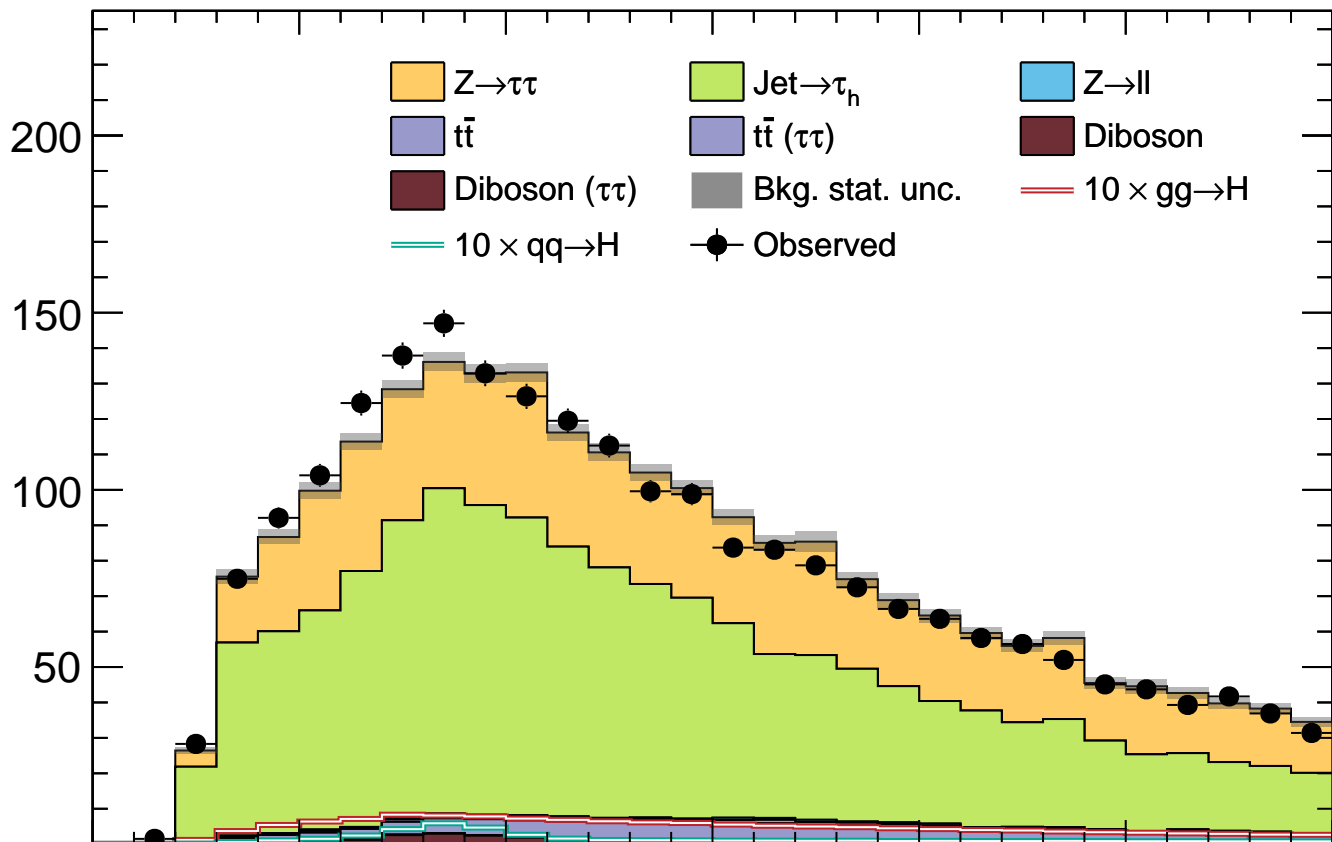 Z→ττ Jet→τₕ Z→ll
200 tt̄ tt̄ (ττ) Diboson
Diboson (ττ) Bkg. stat. unc. 10 × gg→H
10 × qq→H Observed
150
100
50